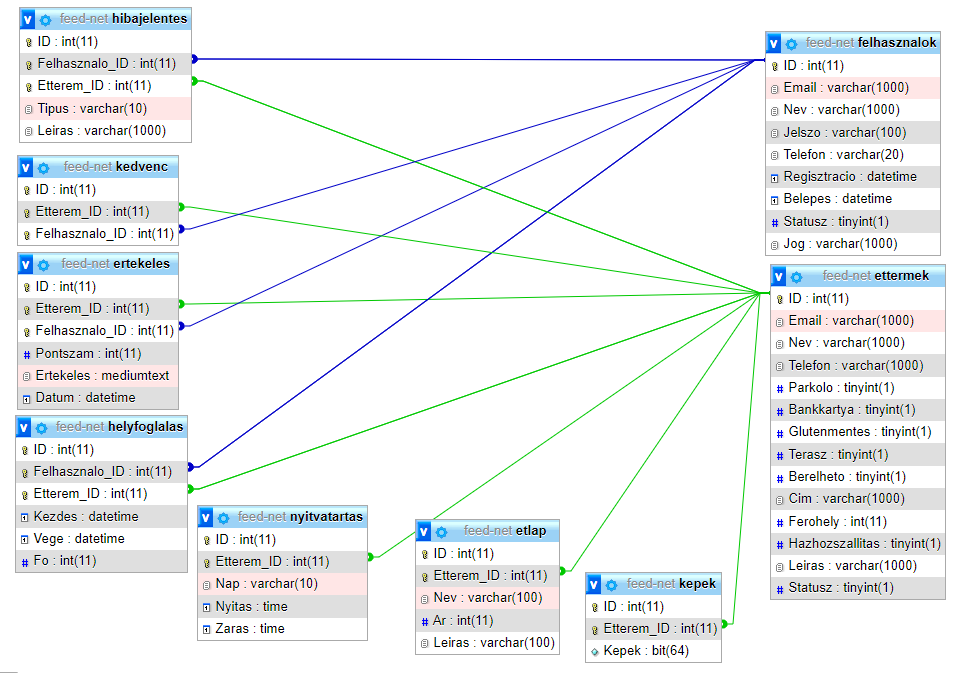 feed-net hibajelentes
ID : int(11)
Felhasznalo_ID : int(11)
Etterem_ID : int(11)
Tipus : varchar(10)
Leiras : varchar(1000)
feed-net kedvenc
ID : int(11)
Etterem_ID : int(11)
Felhasznalo_ID : int(11)
feed-net ertekeles
ID : int(11)
Etterem_ID : int(11)
Felhasznalo_ID : int(11)
# Pontszam : int(11)
Ertekeles : mediumtext
Datum : datetime
feed-net helyfoglalas
ID : int(11)
Felhasznalo_ID : int(11)
Etterem_ID : int(11)
Kezdes : datetime
Vege : datetime
# Fo : int(11)
feed-net nyitvatartas
ID : int(11)
Etterem_ID : int(11)
Nap : varchar(10)
Nyitas : time
Zaras : time
feed-net etlap
ID : int(11)
Etterem_ID : int(11)
Nev : varchar(100)
# Ar : int(11)
Leiras : varchar(100)
feed-net kepek
ID : int(11)
Etterem_ID : int(11)
Kepek : bit(64)
feed-net felhasznalok
ID : int(11)
Email : varchar(1000)
Nev : varchar(1000)
Jelszo : varchar(100)
Telefon : varchar(20)
Regisztracio : datetime
Belepes : datetime
# Statusz : tinyint(1)
Jog : varchar(1000)
feed-net ettermek
ID : int(11)
Email : varchar(1000)
Nev : varchar(1000)
Telefon : varchar(1000)
# Parkolo : tinyint(1)
# Bankkartya : tinyint(1)
# Glutenmentes : tinyint(1)
# Terasz : tinyint(1)
# Berelheto : tinyint(1)
Cim : varchar(1000)
# Ferohely : int(11)
# Hazhozszallitas : tinyint(1)
Leiras : varchar(1000)
# Statusz : tinyint(1)